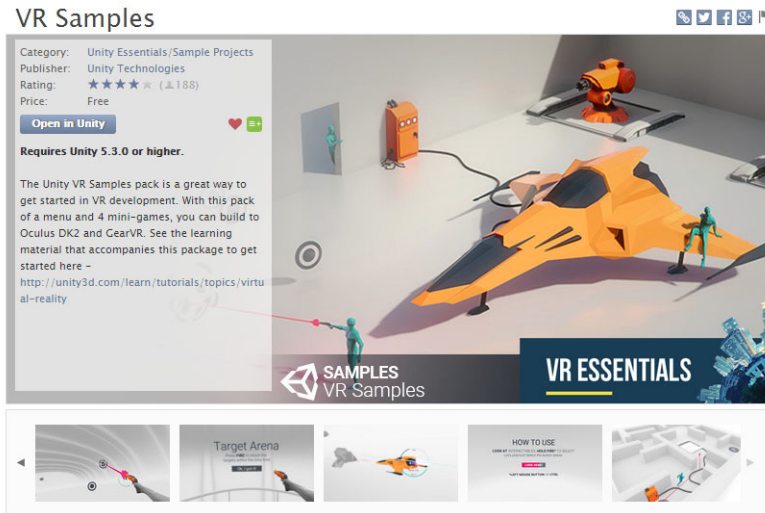 VR Samples
Category: Unity Essentials/Sample Projects
Publisher: Unity Technologies
Rating: (188)
Price: Free
Open in Unity
Requires Unity 5.3.0 or higher.
The Unity VR Samples pack is a great way to
get started in VR development. With this pack
of a menu and 4 mini-games, you can build to
Oculus DK2 and GearVR. See the learning
material that accompanies this package to get
started here –
http://unity3d.com/learn/tutorials/topics/virtu
al-reality
SAMPLES
VR Samples
VR ESSENTIALS
Target Arena
HOW TO USE